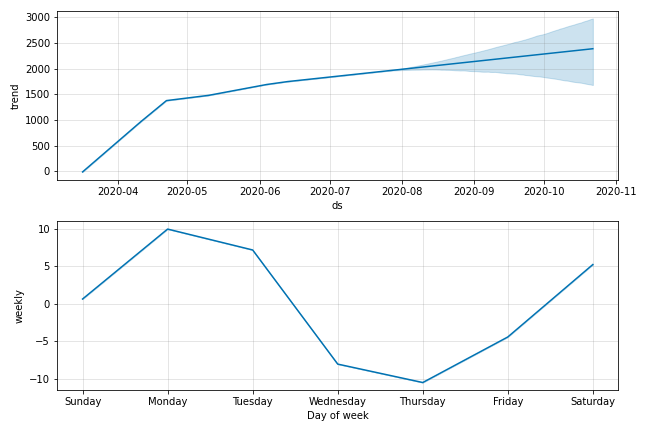 3000
2500
2000
1500
1000
500
0
trend
2020-04 2020-05 2020-06 2020-07 2020-08 2020-09 2020-10 2020-11
ds
10
5
0
−5
−10
weekly
Sunday Monday Tuesday Wednesday Thursday Friday Saturday
Day of week